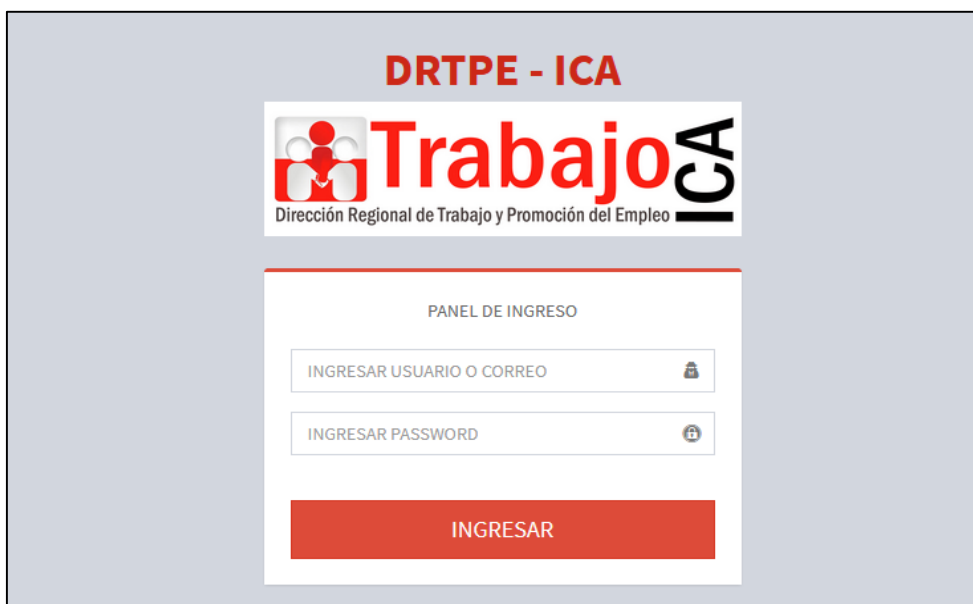 DRTPE - ICA
Trabajo
ICA
Dirección Regional de Trabajo y Promoción del Empleo
PANEL DE INGRESO
INGRESAR USUARIO O CORREO
INGRESAR PASSWORD
INGRESAR